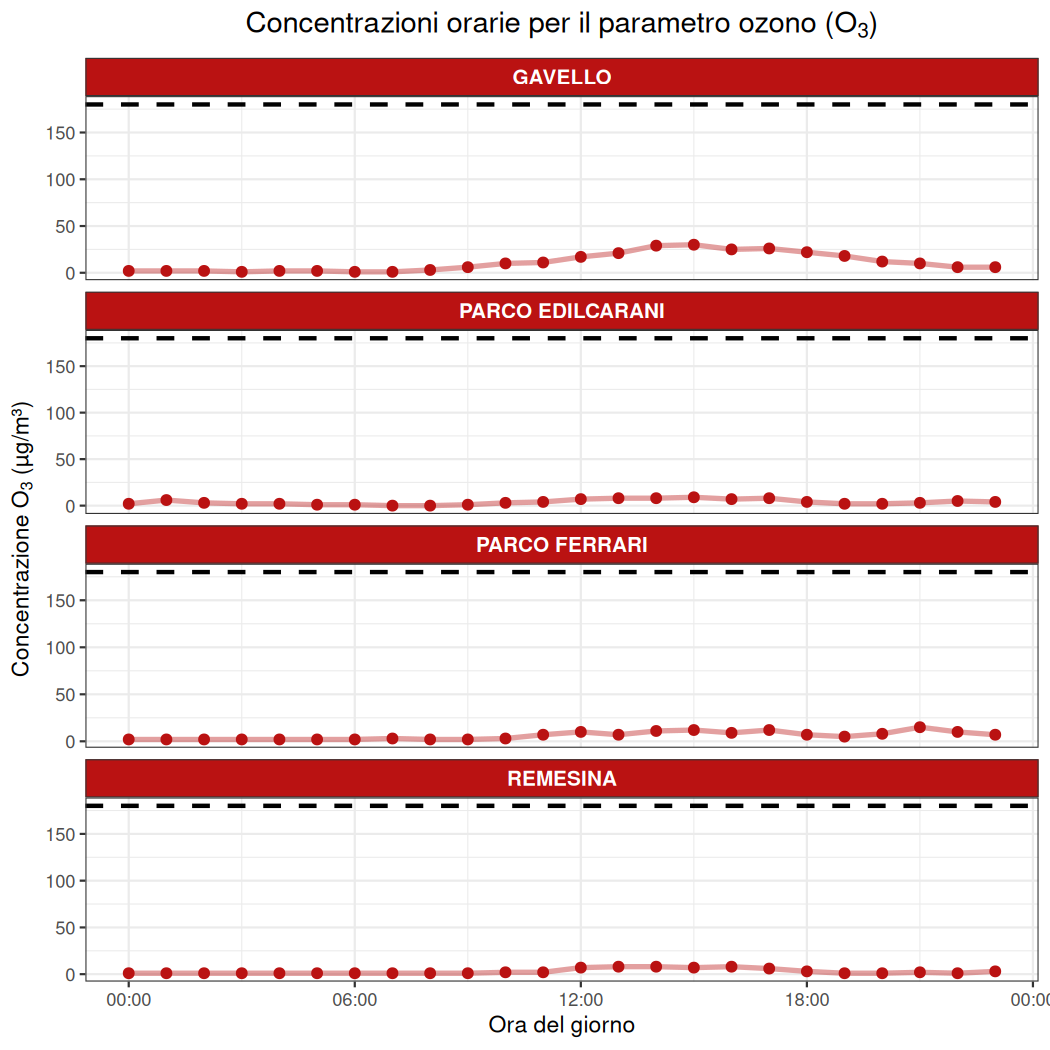 Concentrazioni orarie per il parametro ozono (O₃)
Concentrazione O₃ (µg/m³)
GAVELLO
150
100
50
0
PARCO EDILCARANI
150
100
50
0
PARCO FERRARI
150
100
50
0
REMESINA
150
100
50
0
00:00 06:00 12:00 18:00 00:0
Ora del giorno